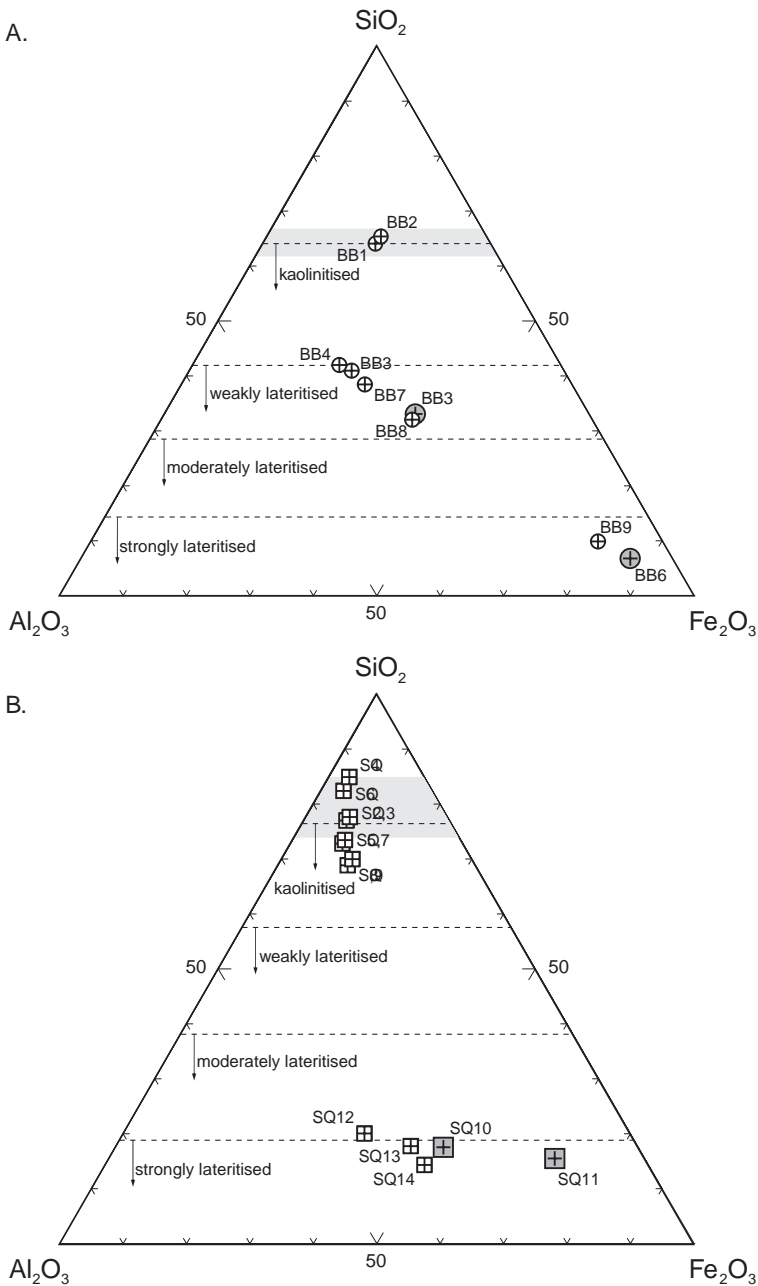 A.
SiO₂
BB2
BB1
kaolinitised
50 50
BB4 BB3
weakly lateritised
BB7
BB3
BB8
moderately lateritised
BB9
strongly lateritised
BB6
Al₂O₃ 50 Fe₂O₃
B.
SiO₂
kaolinitised
weakly lateritised
50 50
moderately lateritised
SQ12
SQ10
SQ13
strongly lateritised
SQ14
SQ11
Al₂O₃ 50 Fe₂O₃